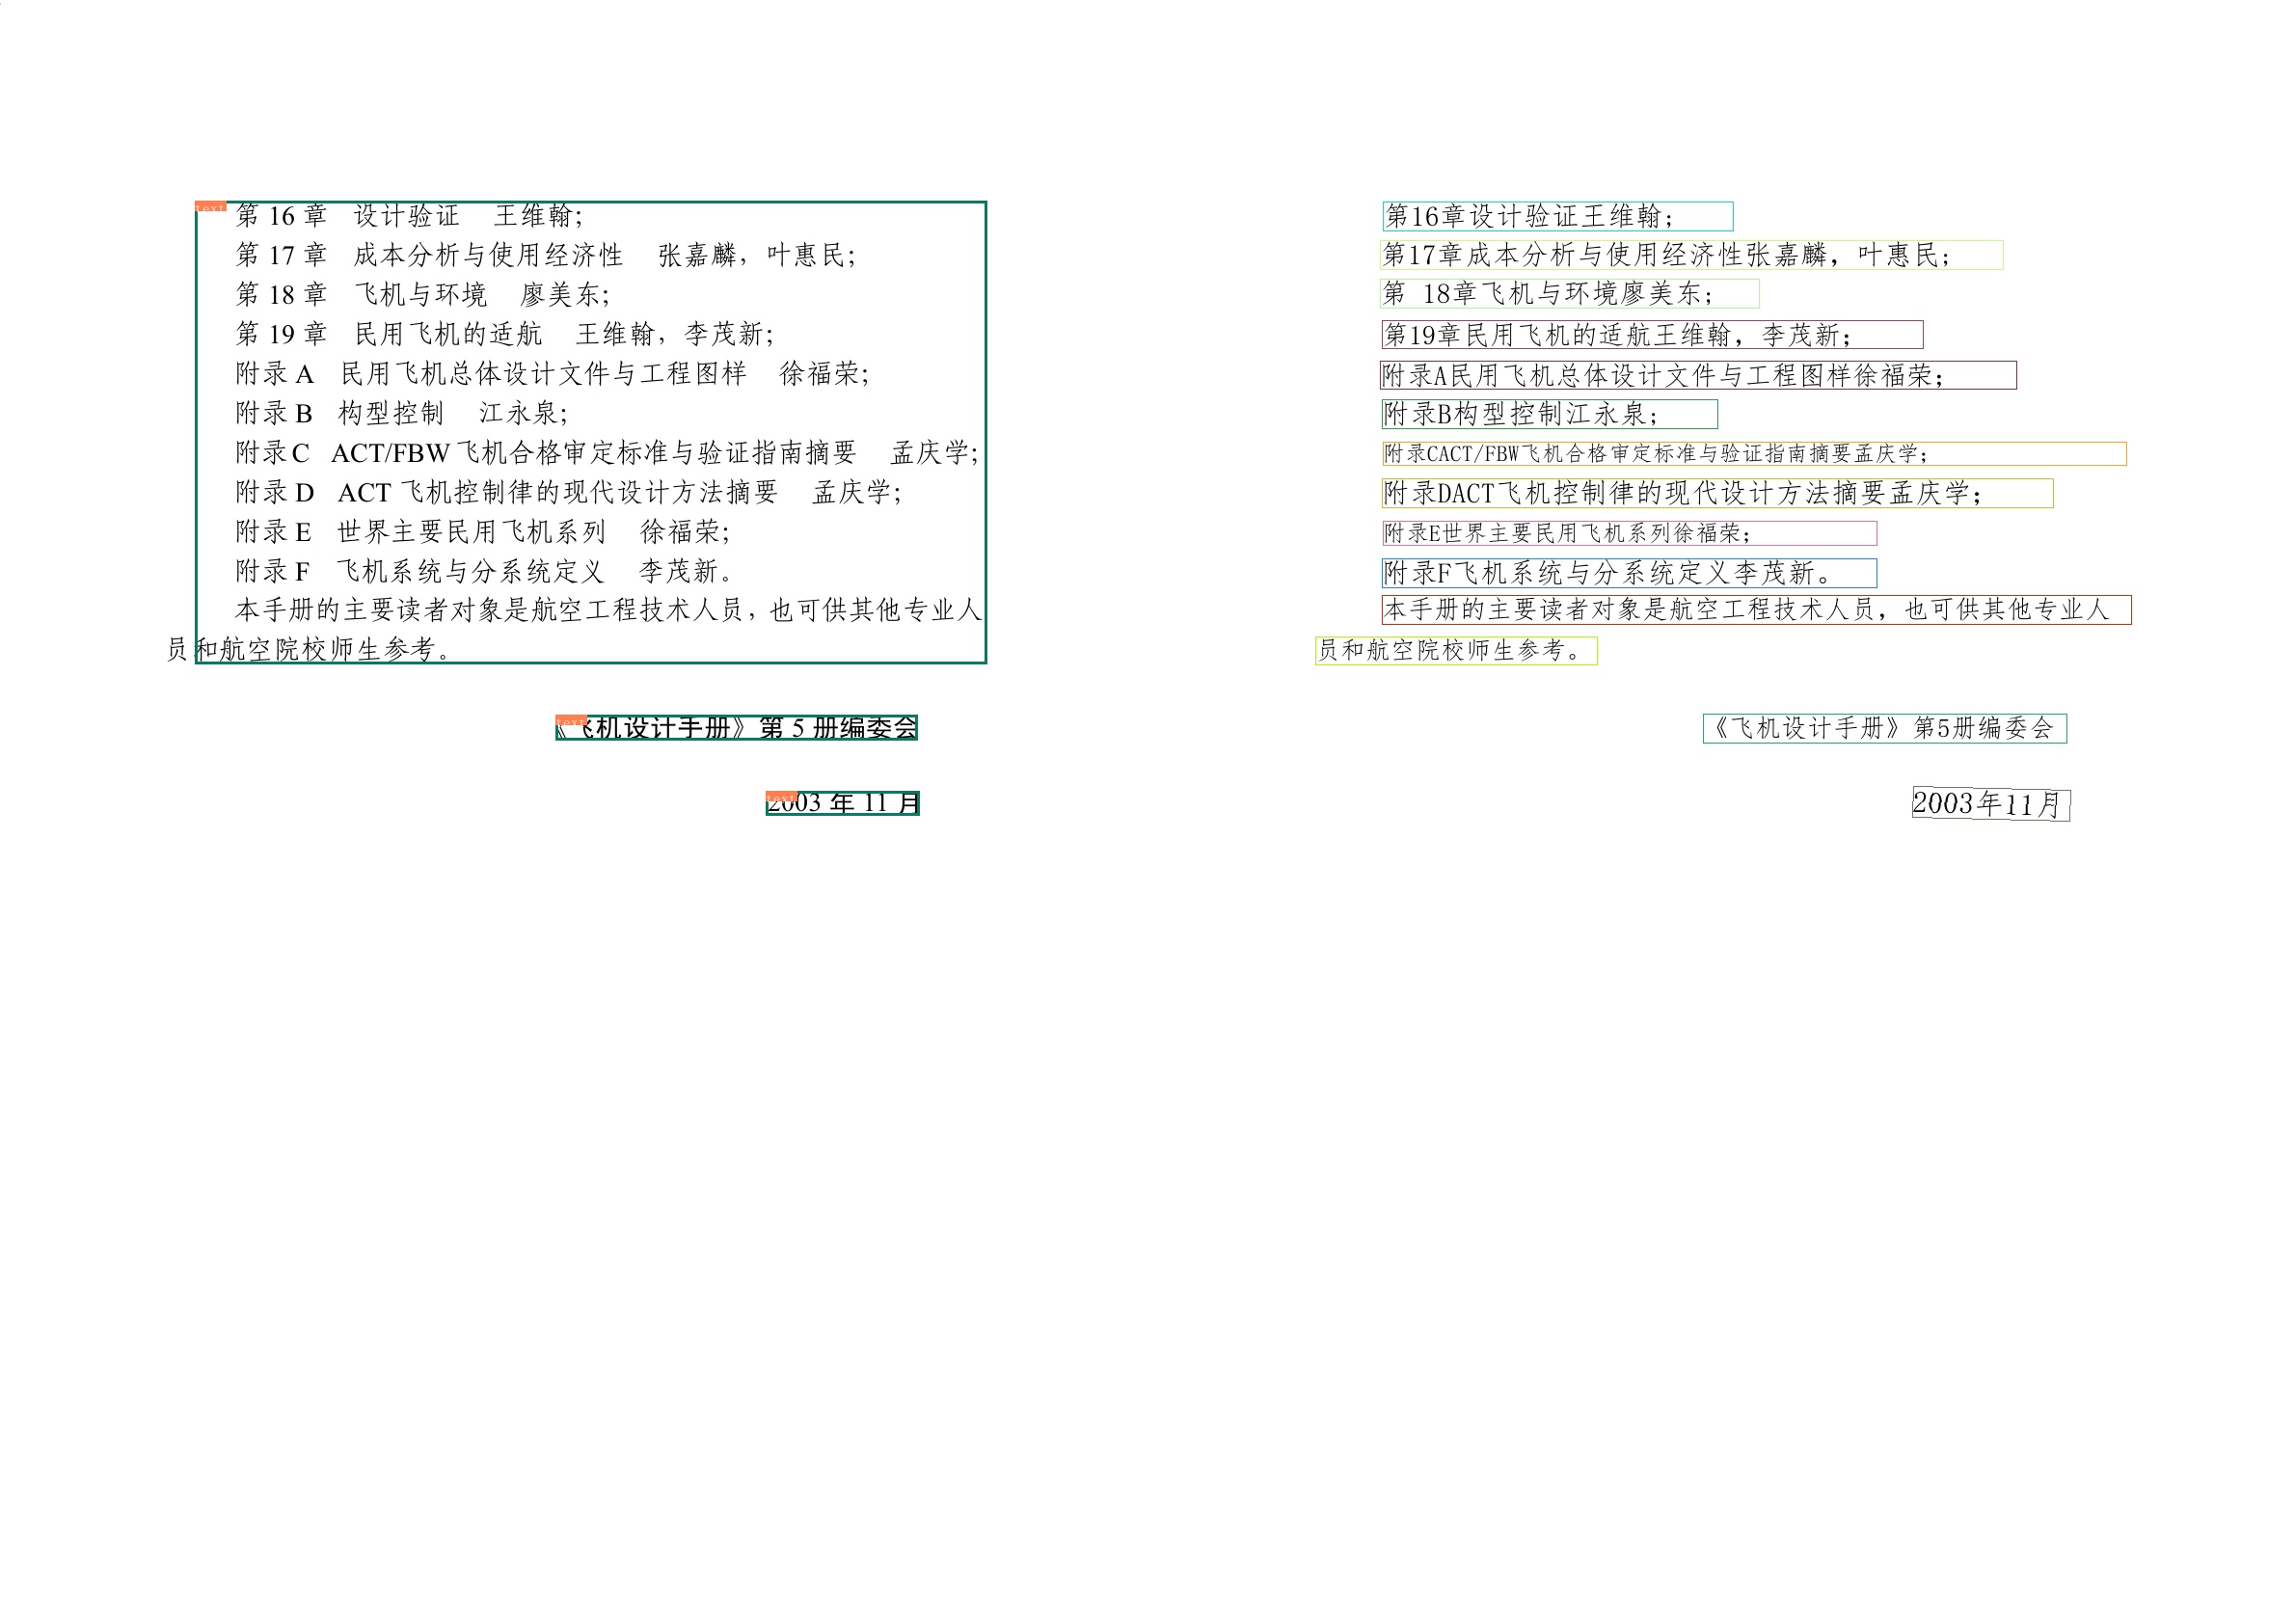 text
第 16 章　设计验证　王维翰;
第 17 章　成本分析与使用经济性　张嘉麟, 叶惠民;
第 18 章　飞机与环境　廖美东;
第 19 章　民用飞机的适航　王维翰, 李茂新;
附录 A　民用飞机总体设计文件与工程图样　徐福荣;
附录 B　构型控制　江永泉;
附录 C　ACT/FBW 飞机合格审定标准与验证指南摘要　孟庆学;
附录 D　ACT 飞机控制律的现代设计方法摘要　孟庆学;
附录 E　世界主要民用飞机系列　徐福荣;
附录 F　飞机系统与分系统定义　李茂新。
本手册的主要读者对象是航空工程技术人员, 也可供其他专业人
员和航空院校师生参考。
text
《飞机设计手册》第 5 册编委会
text
2003 年 11 月
第16章设计验证王维翰;
第17章成本分析与使用经济性张嘉麟，叶惠民;
第 18章飞机与环境廖美东;
第19章民用飞机的适航王维翰，李茂新;
附录A民用飞机总体设计文件与工程图样徐福荣;
附录B构型控制江永泉;
附录CACT/FBW飞机合格审定标准与验证指南摘要孟庆学;
附录DACT飞机控制律的现代设计方法摘要孟庆学;
附录E世界主要民用飞机系列徐福荣;
附录F飞机系统与分系统定义李茂新。
本手册的主要读者对象是航空工程技术人员，也可供其他专业人
员和航空院校师生参考。
《飞机设计手册》第5册编委会
2003年11月